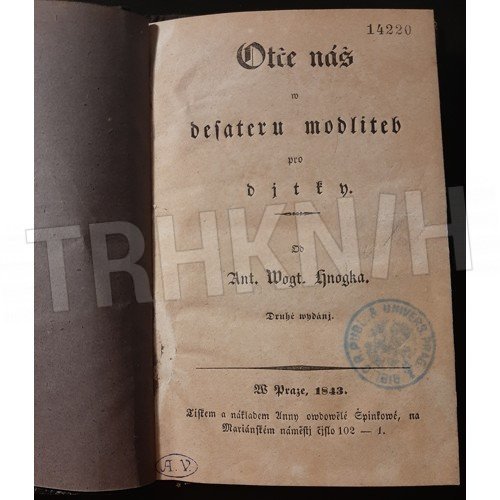 14220
Otče náš
w
desateru modliteb
pro
djtky.
Od
Ant. Wogt. Hnogka.
Druhé wydánj.
W Praze, 1843.
Tiskem a nákladem Anny owdowělé Špinkowé, na
Mariánském náměstj čjslo 102 — 1.
A. V.
TRHKNIH